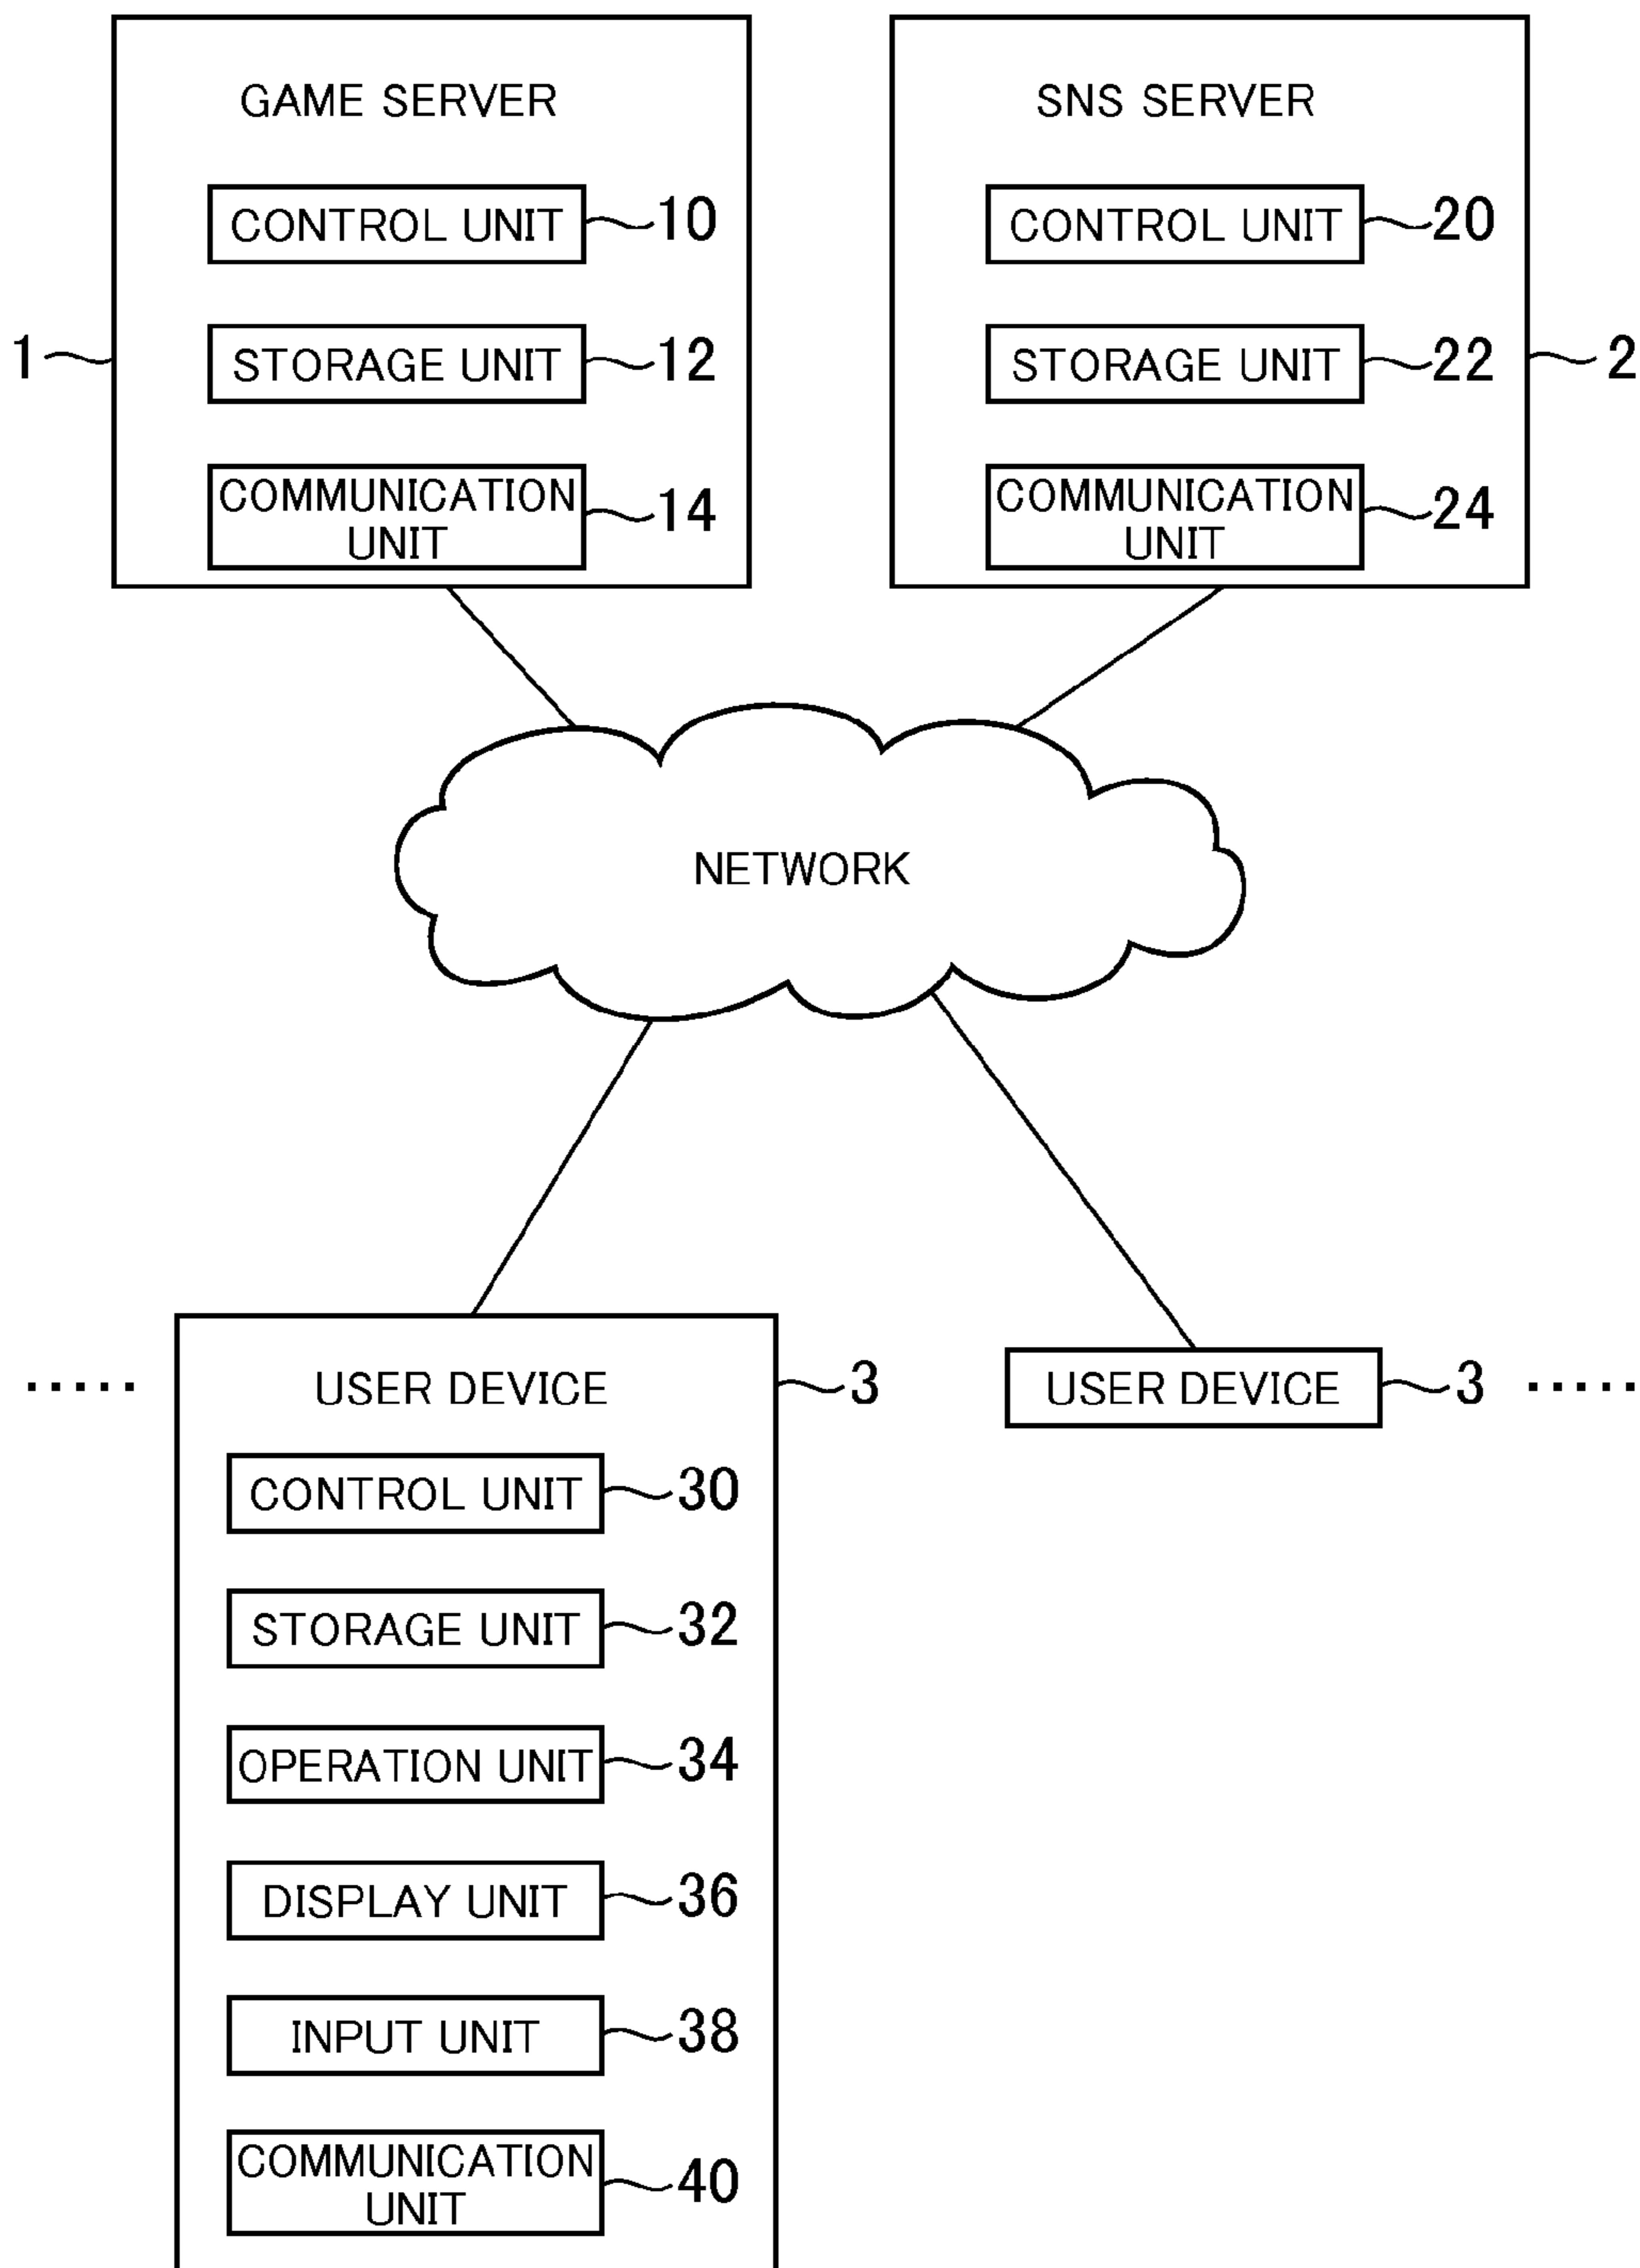 GAME SERVER
CONTROL UNIT
10
STORAGE UNIT
12
COMMUNICATION
UNIT
14
1
SNS SERVER
CONTROL UNIT
20
STORAGE UNIT
22
COMMUNICATION
UNIT
24
2
NETWORK
.....
USER DEVICE
3
CONTROL UNIT
30
STORAGE UNIT
32
OPERATION UNIT
34
DISPLAY UNIT
36
INPUT UNIT
38
COMMUNICATION
UNIT
40
USER DEVICE
3
.....